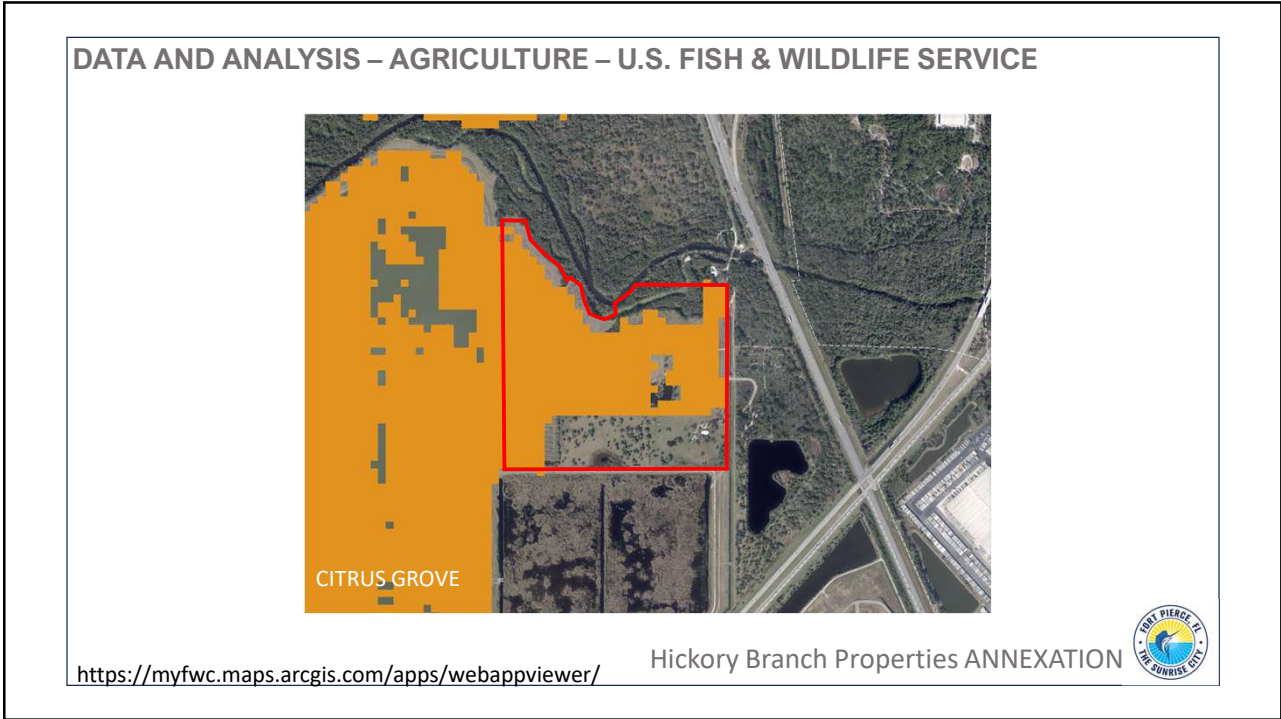 DATA AND ANALYSIS – AGRICULTURE – U.S. FISH & WILDLIFE SERVICE
CITRUS GROVE
https://myfwc.maps.arcgis.com/apps/webappviewer/
Hickory Branch Properties ANNEXATION
FORT PIERCE, FL
THE SUNRISE CITY